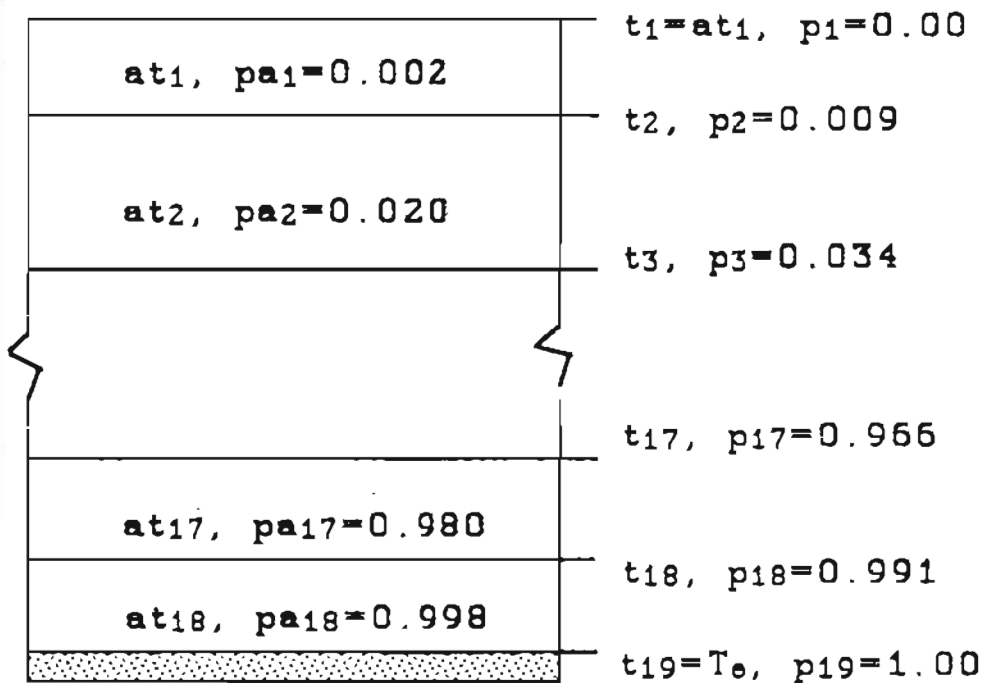 t1=at1, p1=0.00
at1, pa1=0.002
t2, p2=0.009
at2, pa2=0.020
t3, p3=0.034
t17, p17=0.966
at17, pa17=0.980
t18, p18=0.991
at18, pa18=0.998
t19=Te, p19=1.00